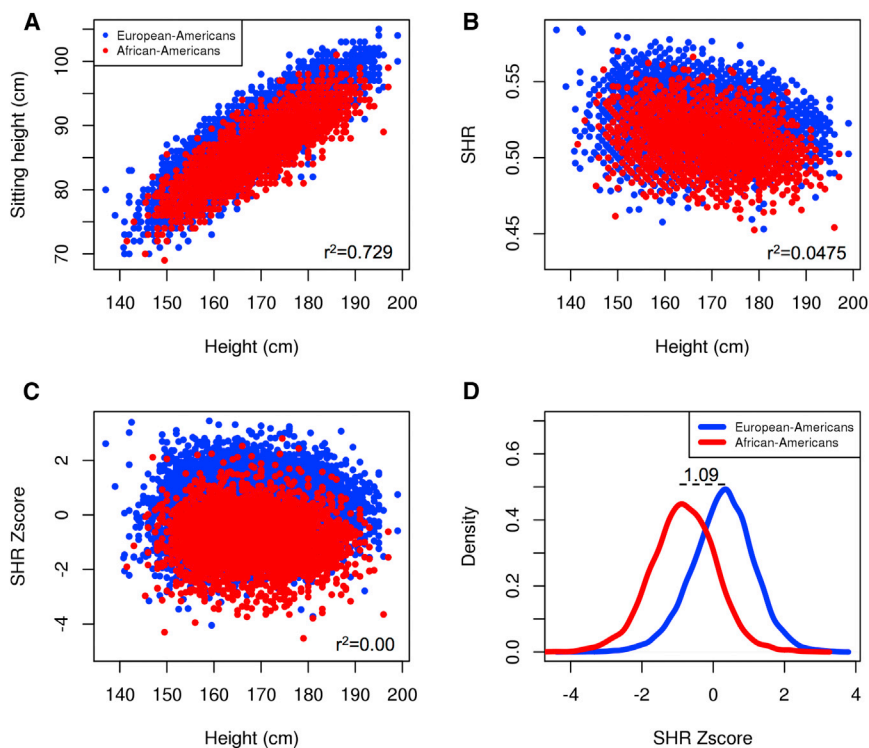 A
European-Americans
African-Americans
Sitting height (cm)
100
90
80
70
r²=0.729
140 150 160 170 180 190 200
Height (cm)
B
SHR
0.55
0.50
0.45
r²=0.0475
140 150 160 170 180 190 200
Height (cm)
C
SHR Zscore
2
0
-2
-4
r²=0.00
140 150 160 170 180 190 200
Height (cm)
D
European-Americans
African-Americans
1.09
Density
0.6
0.4
0.2
0.0
-4 -2 0 2 4
SHR Zscore